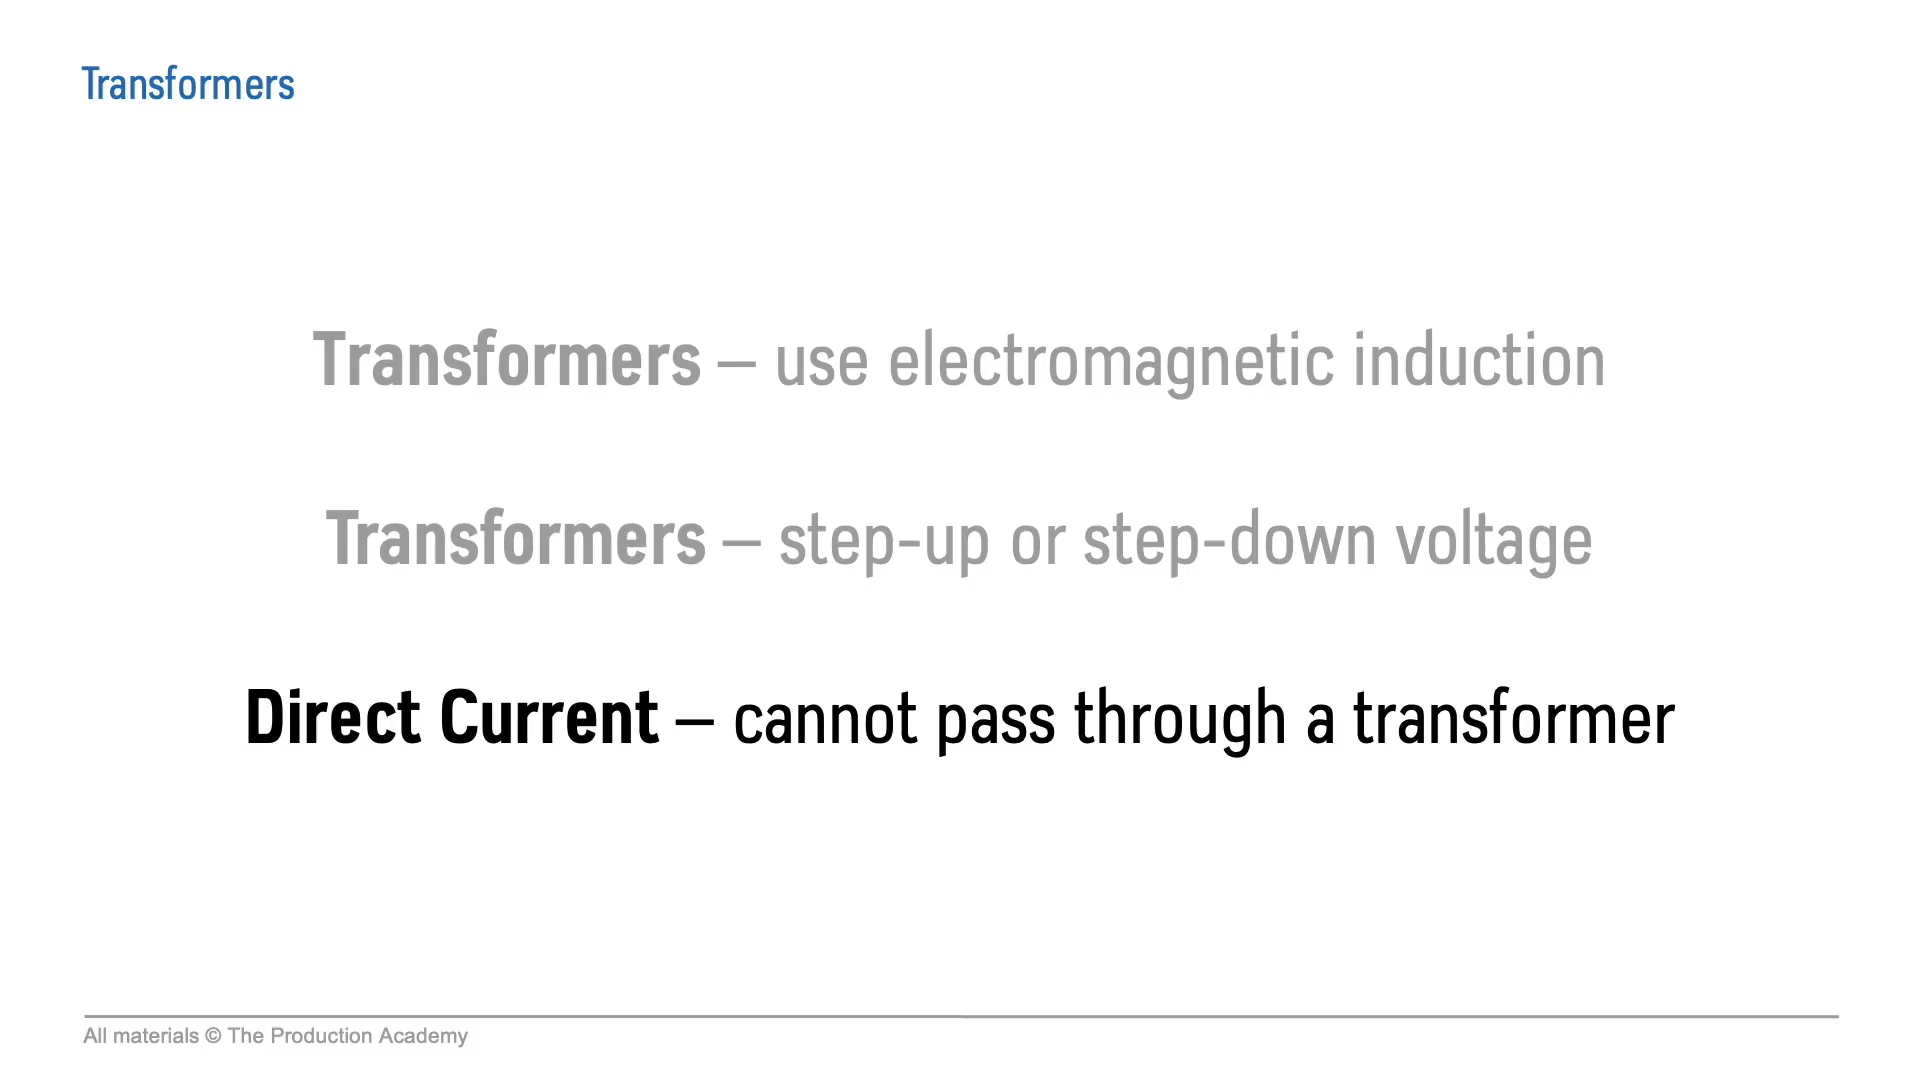 Transformers
Transformers – use electromagnetic induction
Transformers – step-up or step-down voltage
Direct Current – cannot pass through a transformer
All materials © The Production Academy